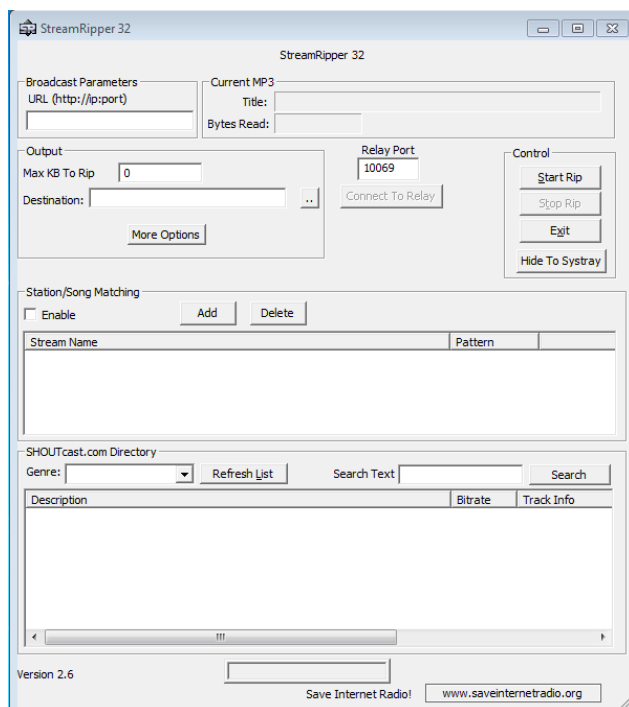 StreamRipper 32
StreamRipper 32
Broadcast Parameters
URL (http://ip:port)
Current MP3
Title:
Bytes Read:
Output
Max KB To Rip 0
Destination: ..
More Options
Relay Port
10069
Connect To Relay
Control
Start Rip
Stop Rip
Exit
Hide To Systray
Station/Song Matching
Enable Add Delete
Stream Name Pattern
SHOUTcast.com Directory
Genre: Refresh List Search Text Search
Description Bitrate Track Info
Version 2.6
Save Internet Radio! www.saveinternetradio.org